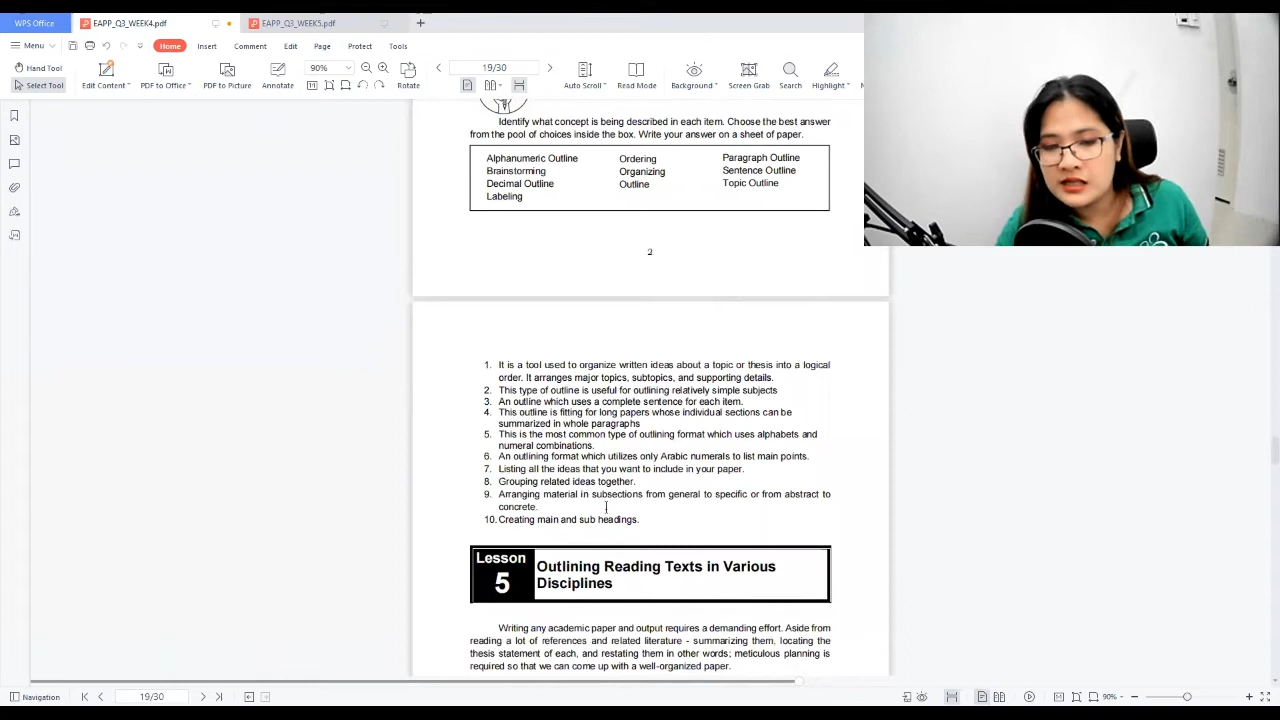 WPS Office EAPP_Q3_WEEK4.pdf EAPP_Q3_WEEK5.pdf
Menu Home Insert Comment Edit Page Protect Tools
Hand Tool
Select Tool
Edit Content PDF to Office PDF to Picture Annotate
90%
19/30
Rotate Auto Scroll Read Mode Background Screen Grab Search Highlight
Identify what concept is being described in each item. Choose the best answer
from the pool of choices inside the box. Write your answer on a sheet of paper.
Alphanumeric Outline Ordering Paragraph Outline
Brainstorming Organizing Sentence Outline
Decimal Outline Outline Topic Outline
Labeling
2
1. It is a tool used to organize written ideas about a topic or thesis into a logical
order. It arranges major topics, subtopics, and supporting details.
2. This type of outline is useful for outlining relatively simple subjects
3. An outline which uses a complete sentence for each item.
4. This outline is fitting for long papers whose individual sections can be
summarized in whole paragraphs
5. This is the most common type of outlining format which uses alphabets and
numeral combinations.
6. An outlining format which utilizes only Arabic numerals to list main points.
7. Listing all the ideas that you want to include in your paper.
8. Grouping related ideas together.
9. Arranging material in subsections from general to specific or from abstract to
concrete.
10. Creating main and sub headings.
Lesson
5
Outlining Reading Texts in Various
Disciplines
Writing any academic paper and output requires a demanding effort. Aside from
reading a lot of references and related literature - summarizing them, locating the
thesis statement of each, and restating them in other words; meticulous planning is
required so that we can come up with a well-organized paper.
Navigation 19/30 90%